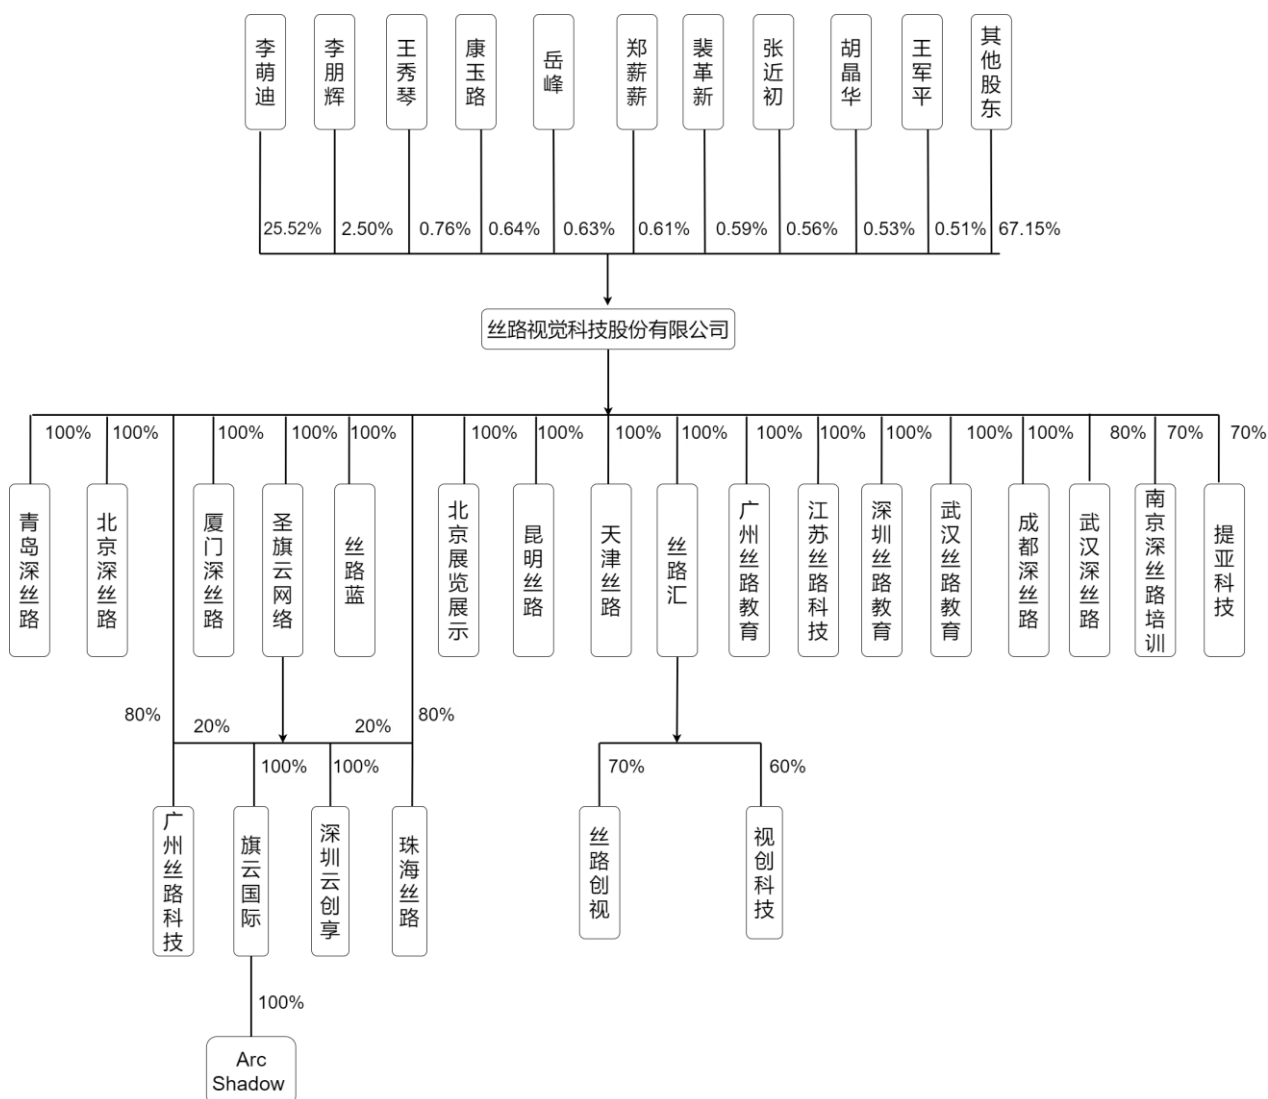 李萌迪
李朋辉
王秀琴
康玉路
岳峰
郑薪薪
裴革新
张近初
胡晶华
王军平
其他股东
25.52%
2.50%
0.76%
0.64%
0.63%
0.61%
0.59%
0.56%
0.53%
0.51%
67.15%
丝路视觉科技股份有限公司
100%
100%
100%
100%
100%
100%
100%
100%
100%
100%
100%
100%
100%
100%
80%
70%
70%
青岛深丝路
北京深丝路
厦门深丝路
圣旗云网络
丝路蓝
北京展览展示
昆明丝路
天津丝路
丝路汇
广州丝路教育
江苏丝路科技
深圳丝路教育
武汉丝路教育
成都深丝路
武汉深丝路
南京深丝路培训
提亚科技
80%
20%
20%
80%
100%
100%
70%
60%
广州丝路科技
旗云国际
深圳云创享
珠海丝路
丝路创视
视创科技
100%
Arc
Shadow